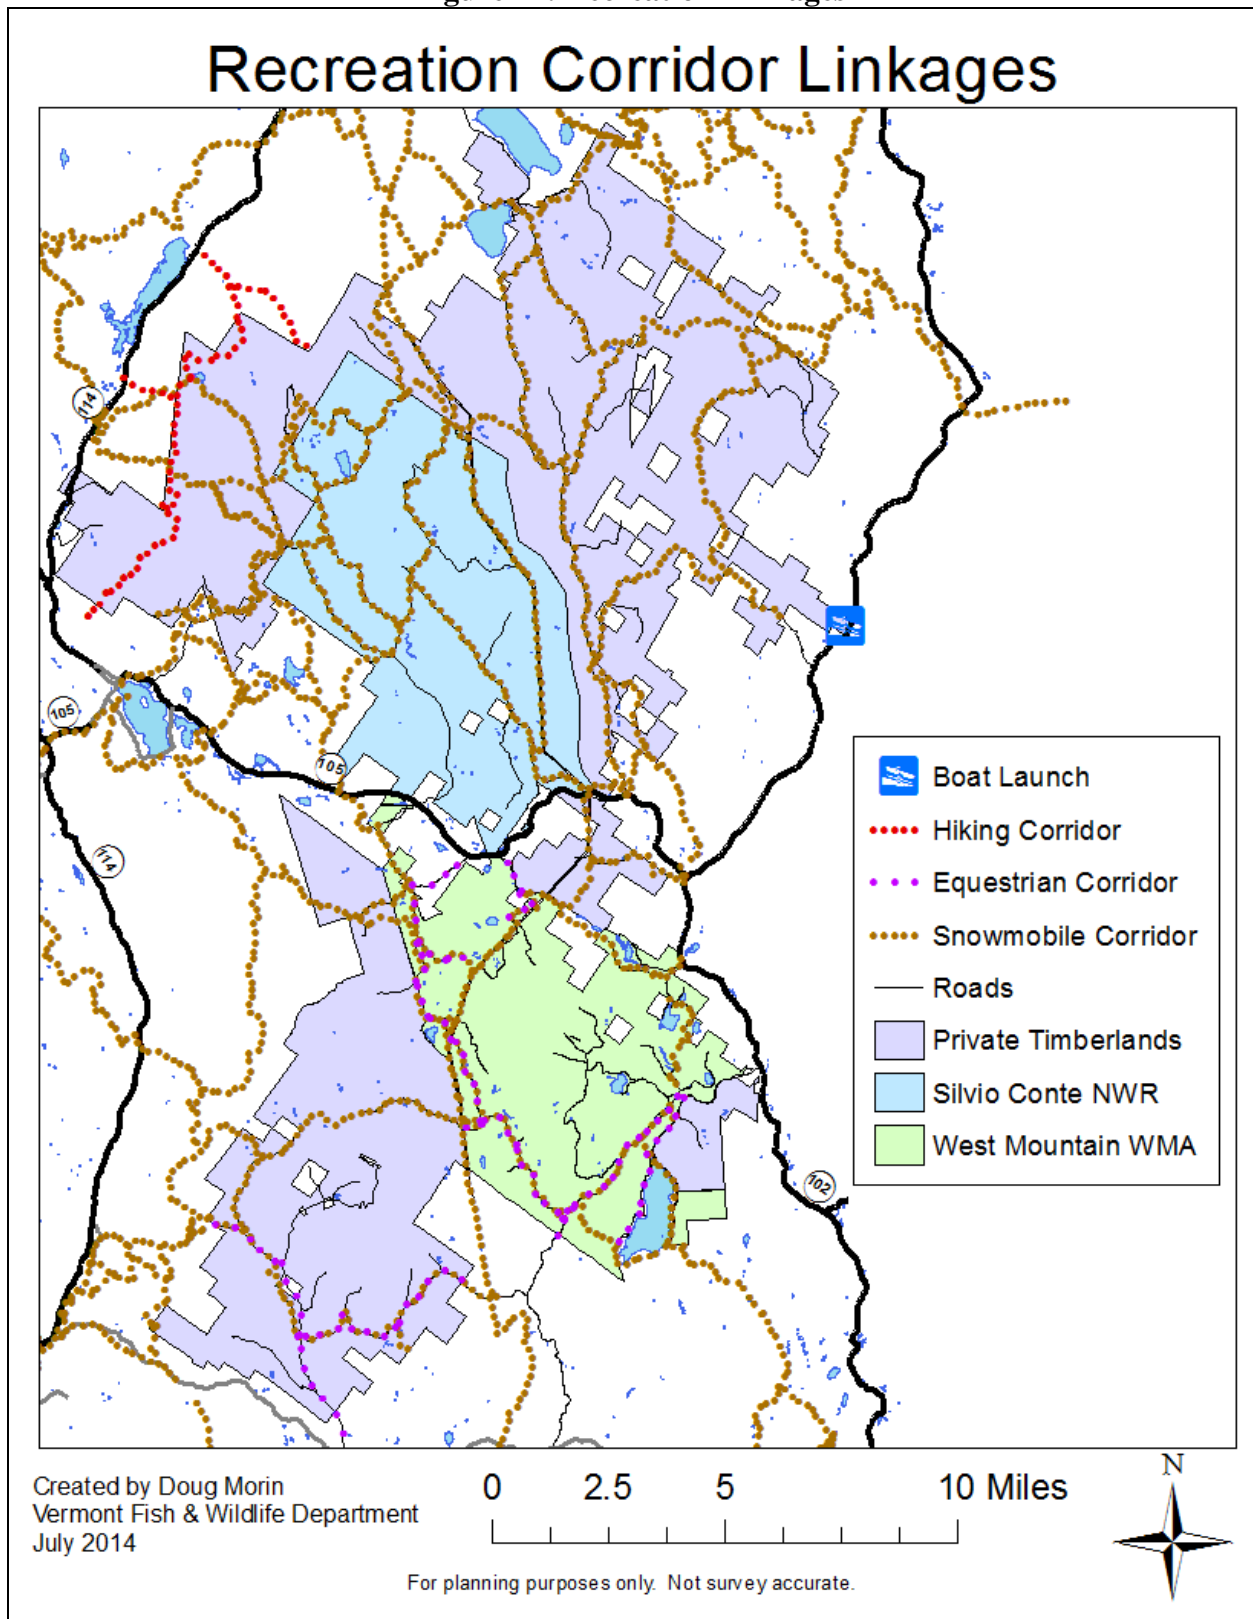 Recreation Corridor Linkages
114
105
105
114
102
Boat Launch
Hiking Corridor
Equestrian Corridor
Snowmobile Corridor
Roads
Private Timberlands
Silvio Conte NWR
West Mountain WMA
Created by Doug Morin
Vermont Fish & Wildlife Department
July 2014
0 2.5 5 10 Miles
N
For planning purposes only. Not survey accurate.